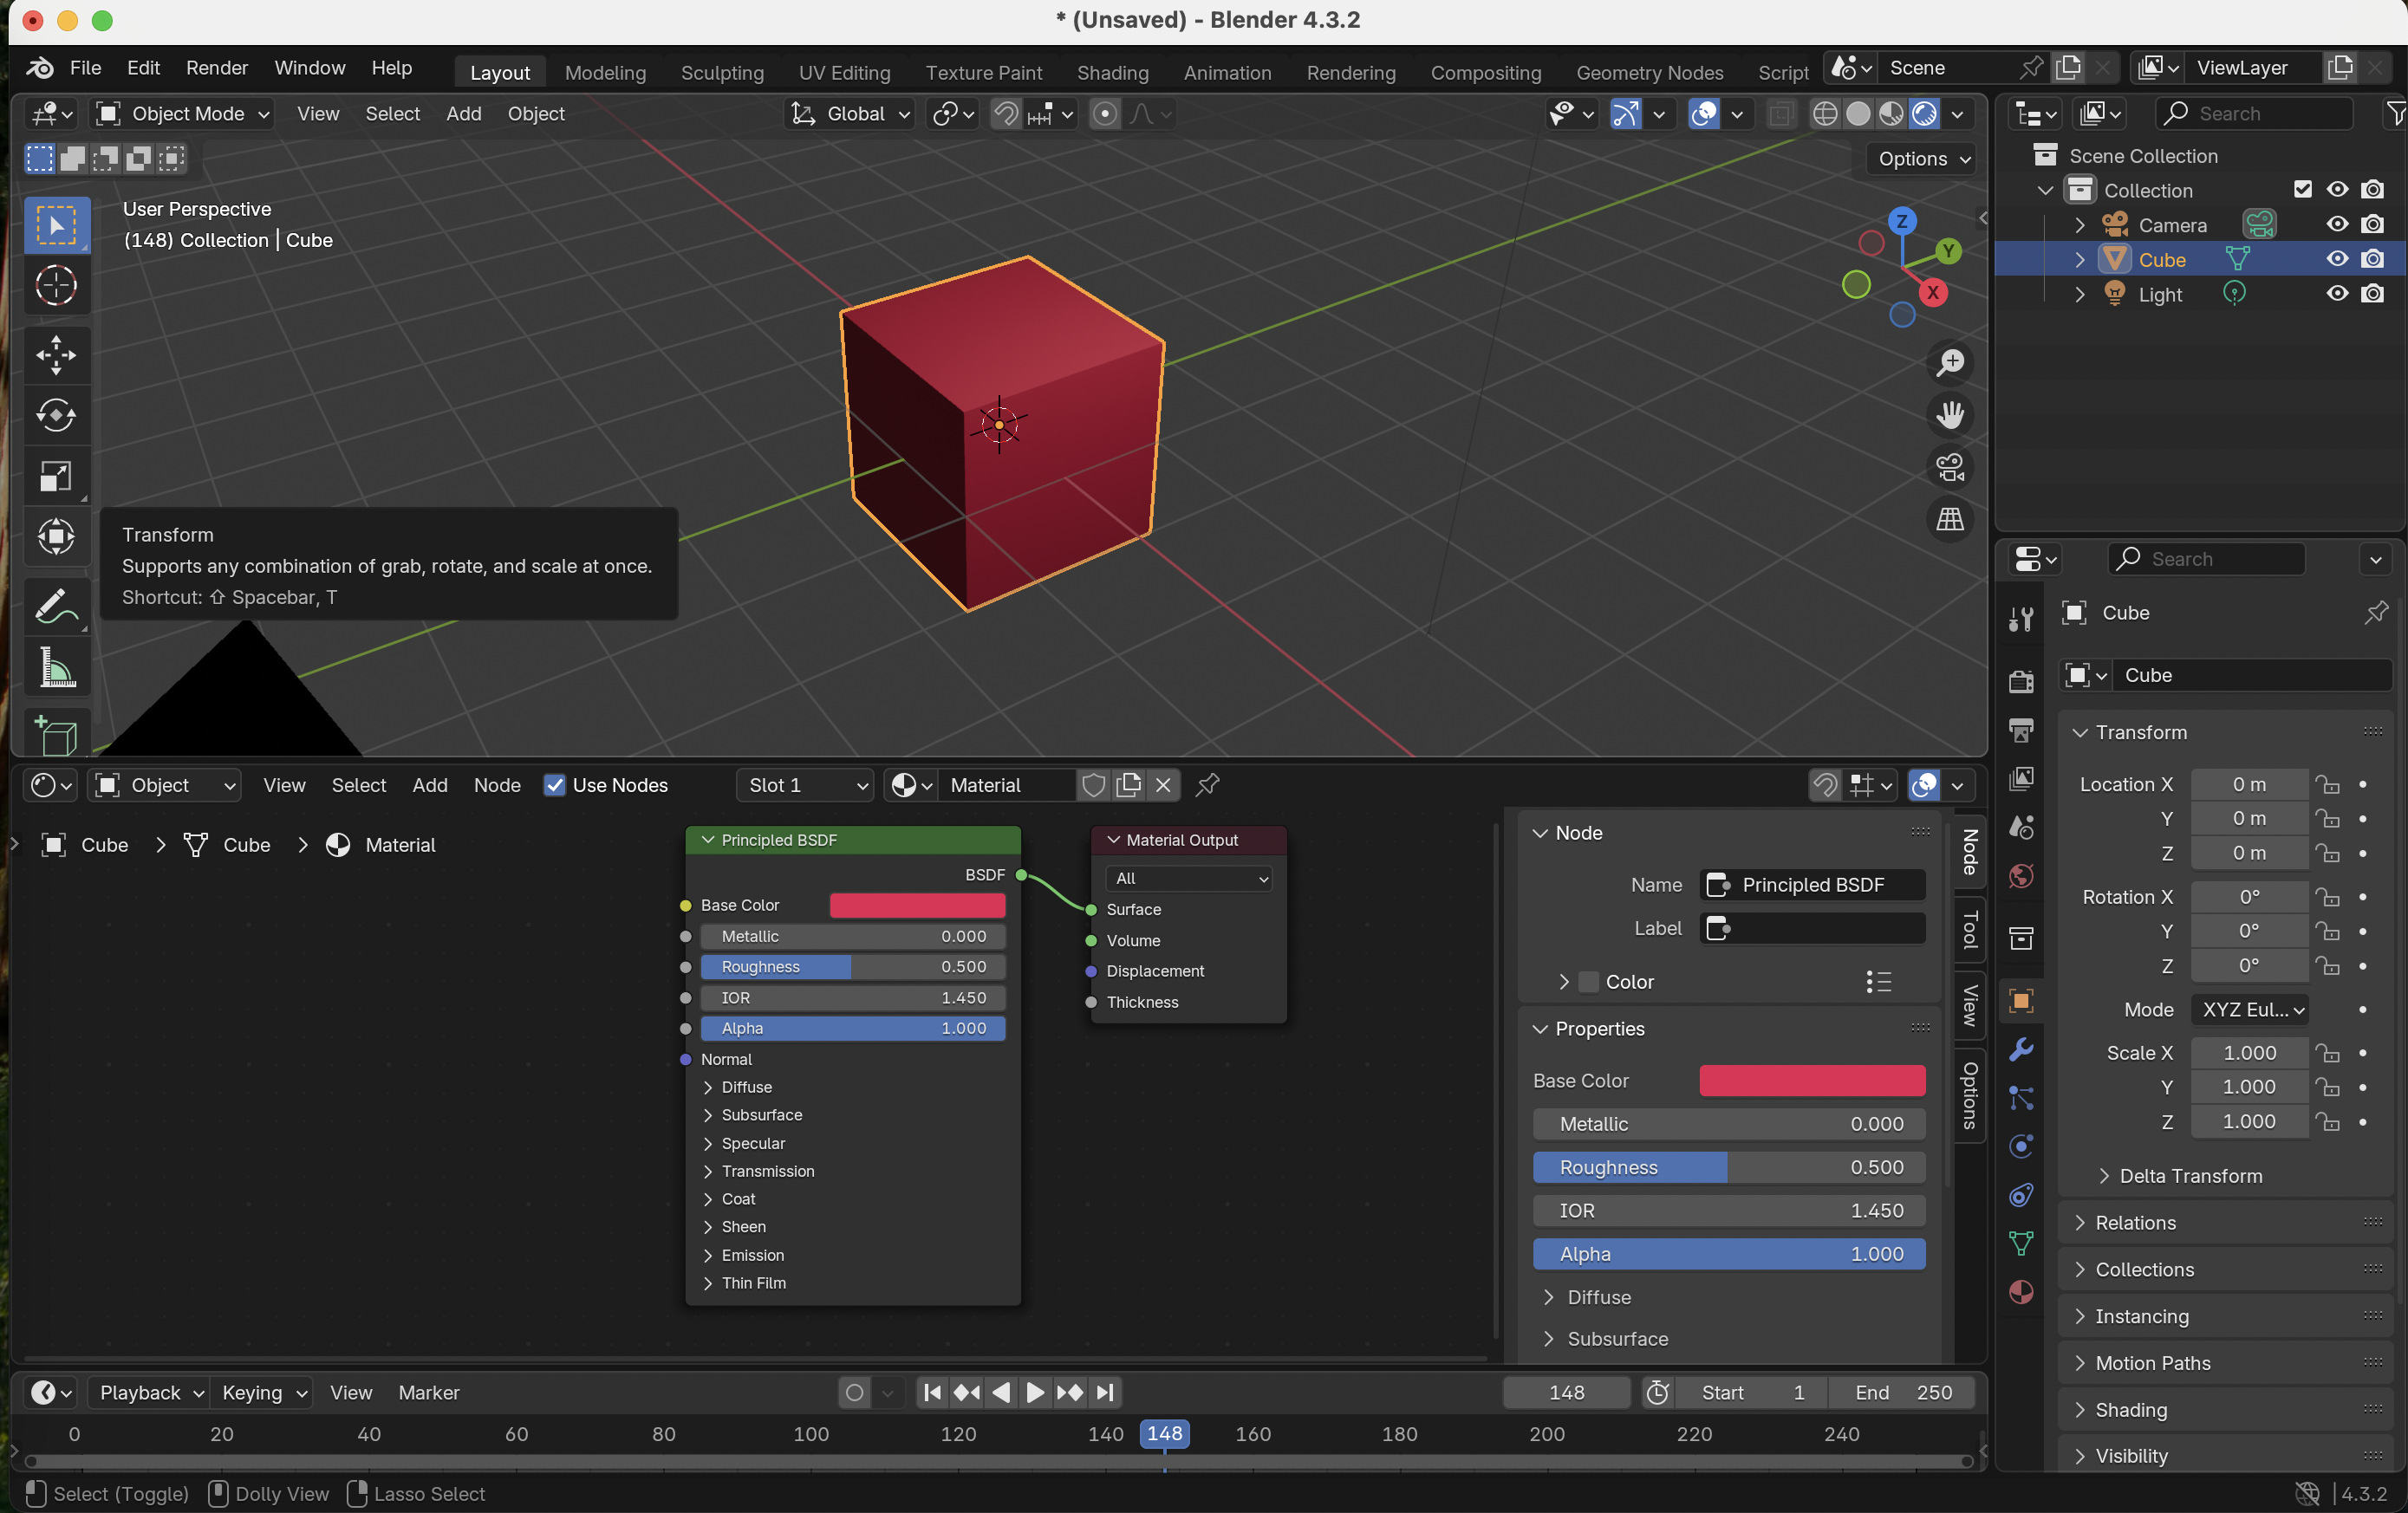 * (Unsaved) - Blender 4.3.2
File Edit Render Window Help Layout Modeling Sculpting UV Editing Texture Paint Shading Animation Rendering Compositing Geometry Nodes Script Scene ViewLayer
Object Mode View Select Add Object Global Search
Options
Scene Collection
Collection
Camera
Cube
Light
User Perspective
(148) Collection | Cube
Z
Y
X
Transform
Supports any combination of grab, rotate, and scale at once.
Shortcut: ⇧ Spacebar, T
Object View Select Add Node Use Nodes Slot 1 Material
Cube > Cube > Material
Principled BSDF
BSDF
Base Color
Metallic 0.000
Roughness 0.500
IOR 1.450
Alpha 1.000
Normal
Diffuse
Subsurface
Specular
Transmission
Coat
Sheen
Emission
Thin Film
Material Output
All
Surface
Volume
Displacement
Thickness
Node
Name Principled BSDF
Label
Color
Properties
Base Color
Metallic 0.000
Roughness 0.500
IOR 1.450
Alpha 1.000
Diffuse
Subsurface
Node
Tool
View
Options
Search
Cube
Cube
Transform
Location X 0 m
Y 0 m
Z 0 m
Rotation X 0°
Y 0°
Z 0°
Mode XYZ Eul...
Scale X 1.000
Y 1.000
Z 1.000
Delta Transform
Relations
Collections
Instancing
Motion Paths
Shading
Visibility
Playback Keying View Marker 148 Start 1 End 250
0 20 40 60 80 100 120 140 148 160 180 200 220 240
Select (Toggle) Dolly View Lasso Select 4.3.2